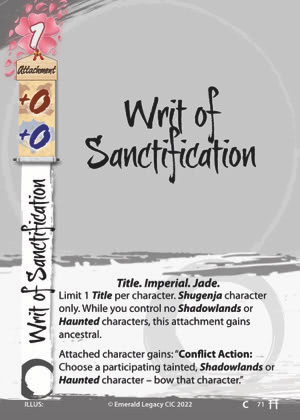 1
Attachment
+0
+0
Writ of
Sanctification
Writ of Sanctification
Title. Imperial. Jade.
Limit 1 Title per character. Shugenja character
only. While you control no Shadowlands or
Haunted characters, this attachment gains
ancestral.
Attached character gains: “Conflict Action:
Choose a participating tainted, Shadowlands or
Haunted character – bow that character.”
ILLUS:
© Emerald Legacy CIC 2022
C 71